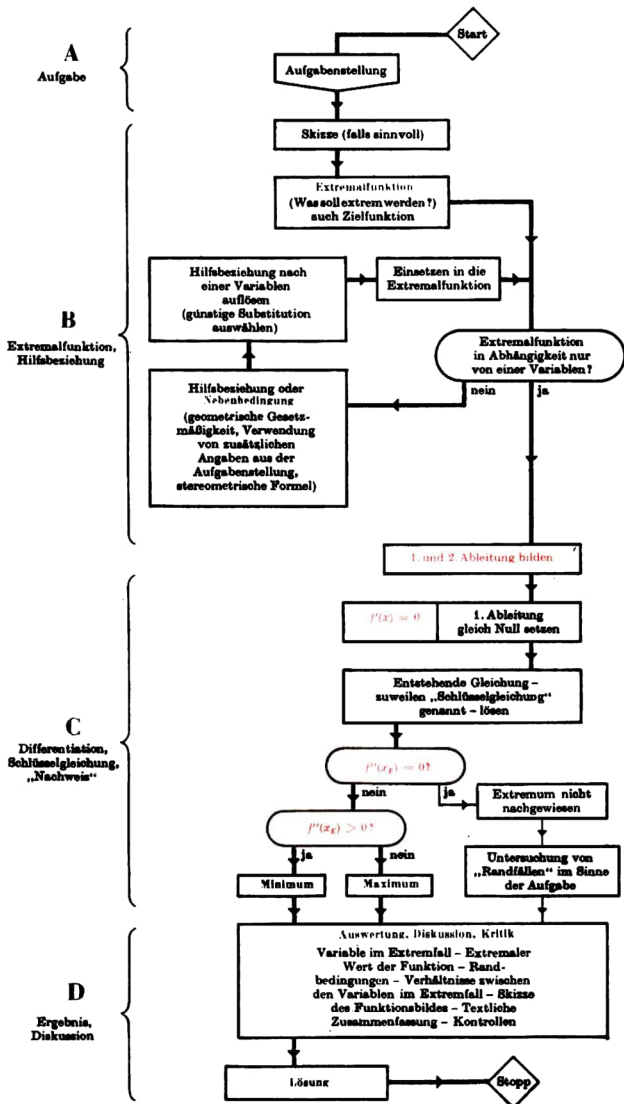 Start
A
Aufgabe
Aufgabenstellung
Skizze (falls sinnvoll)
Extremalfunktion
(Was soll extrem werden?)
auch Zielfunktion
B
Extremalfunktion,
Hilfsbeziehung
Hilfsbeziehung nach
einer Variablen
auflösen
(günstige Substitution
auswählen)
Einsetzen in die
Extremalfunktion
Extremalfunktion
in Abhängigkeit nur
von einer Variablen?
nein
ja
Hilfsbeziehung oder
Nebenbedingung
(geometrische Gesetz-
mäßigkeit, Verwendung
von zusätzlichen
Angaben aus der
Aufgabenstellung,
stereometrische Formel)
1. und 2. Ableitung bilden
C
Differentiation,
Schlüsselgleichung,
„Nachweis“
f'(x) = 0
1. Ableitung
gleich Null setzen
Entstehende Gleichung –
zuweilen „Schlüsselgleichung“
genannt – lösen
f''(x_E) = 0?
nein
ja
Extremum nicht
nachgewiesen
f''(x_E) > 0?
ja
nein
Untersuchung von
„Randfällen“ im Sinne
der Aufgabe
Minimum
Maximum
D
Ergebnis,
Diskussion
Auswertung, Diskussion, Kritik
Variable im Extremfall – Extremaler
Wert der Funktion – Rand-
bedingungen – Verhältnisse zwischen
den Variablen im Extremfall – Skizze
des Funktionsbildes – Textliche
Zusammenfassung – Kontrollen
Lösung
Stopp